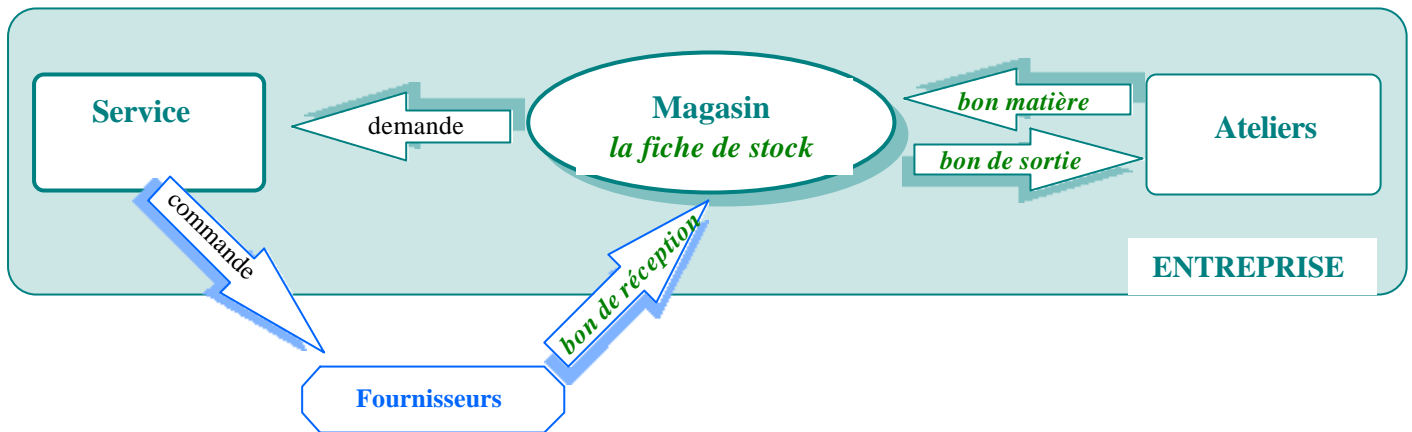 Service
demande
Magasin
la fiche de stock
bon matière
bon de sortie
Ateliers
commande
bon de réception
ENTREPRISE
Fournisseurs